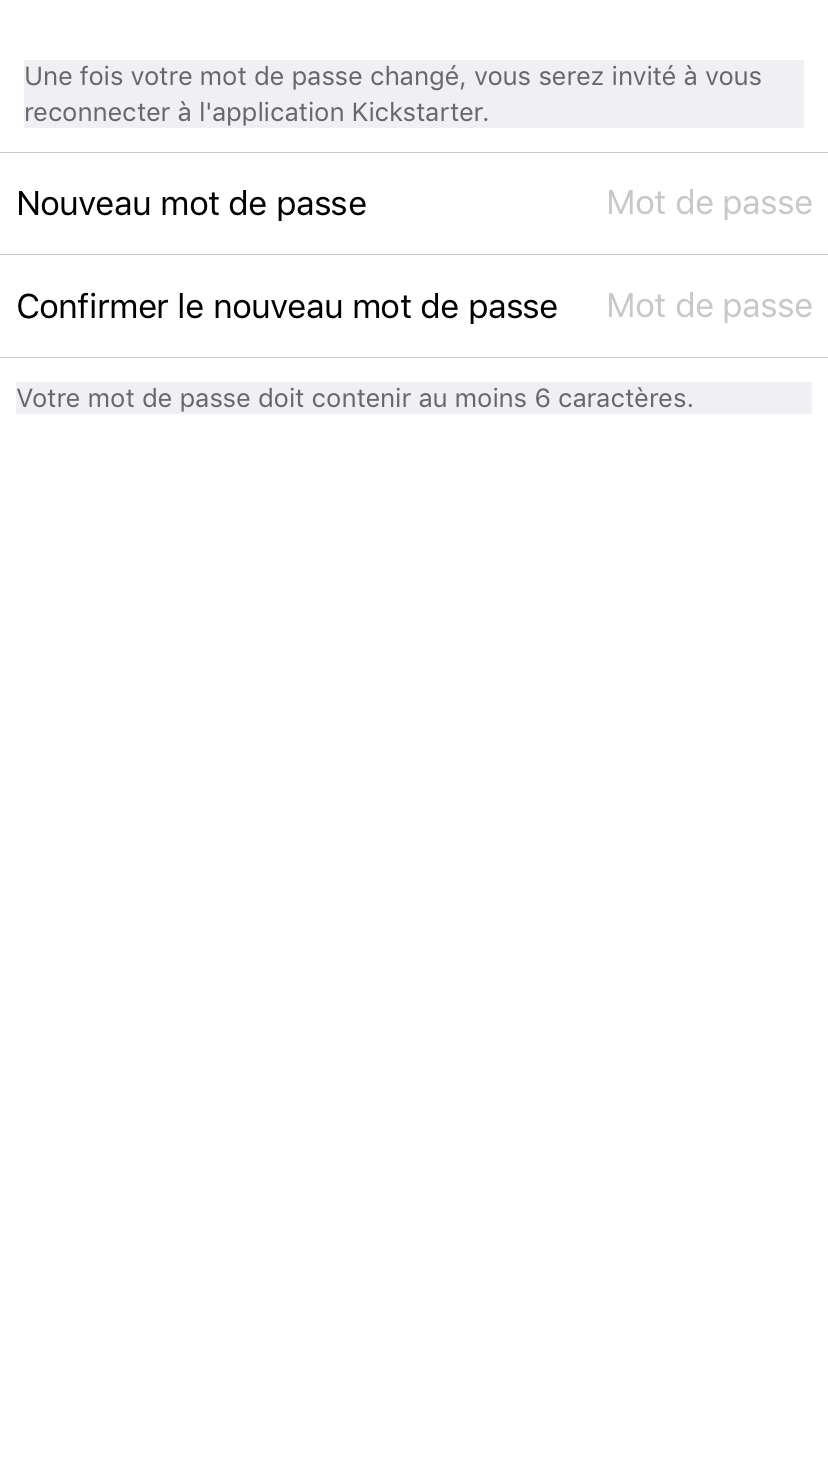 Une fois votre mot de passe changé, vous serez invité à vous
reconnecter à l'application Kickstarter.
Nouveau mot de passe Mot de passe
Confirmer le nouveau mot de passe Mot de passe
Votre mot de passe doit contenir au moins 6 caractères.